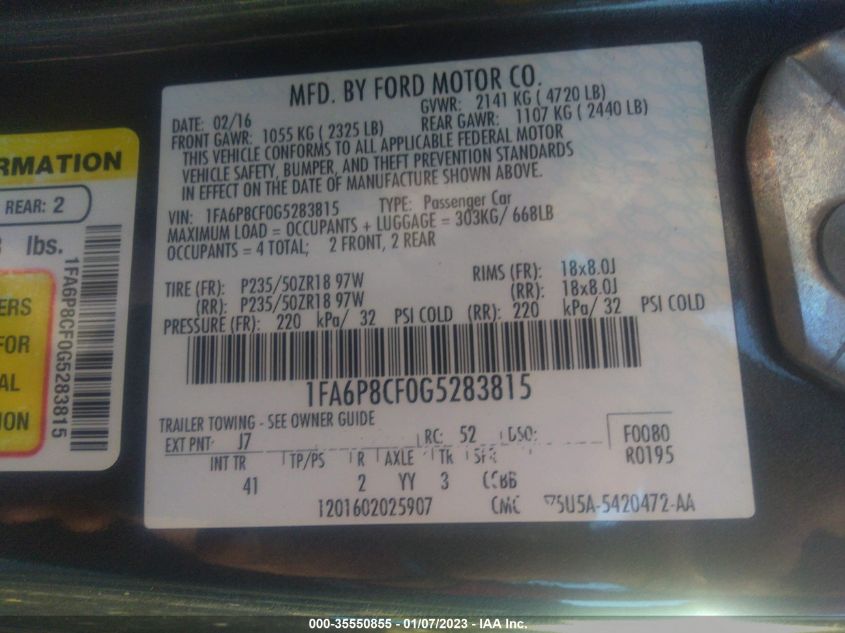 MFD. BY FORD MOTOR CO.
DATE: 02/16 GVWR: 2141 KG ( 4720 LB)
FRONT GAWR: 1055 KG ( 2325 LB) REAR GAWR: 1107 KG ( 2440 LB)
THIS VEHICLE CONFORMS TO ALL APPLICABLE FEDERAL MOTOR
VEHICLE SAFETY, BUMPER, AND THEFT PREVENTION STANDARDS
IN EFFECT ON THE DATE OF MANUFACTURE SHOWN ABOVE.
VIN: 1FA6P8CF0G5283815 TYPE: Passenger Car
MAXIMUM LOAD = OCCUPANTS + LUGGAGE = 303KG/ 668LB
OCCUPANTS = 4 TOTAL; 2 FRONT, 2 REAR
TIRE (FR): P235/50ZR18 97W RIMS (FR): 18x8.0J
(RR): P235/50ZR18 97W (RR): 18x8.0J
PRESSURE (FR): 220 kPa/ 32 PSI COLD (RR): 220 kPa/ 32 PSI COLD
1FA6P8CF0G5283815
TRAILER TOWING - SEE OWNER GUIDE
EXT PNT: J7 RC: 52 DSO: F0080
R0195
INT TR TP/PS R AXLE TR
41 2 YY 3
1201602025907 5U5A-5420472-AA
RMATION
REAR: 2
lbs.
ERS
FOR
AL
ION
1FA6P8CF0G5283815
000-35550855 - 01/07/2023 - IAA Inc.